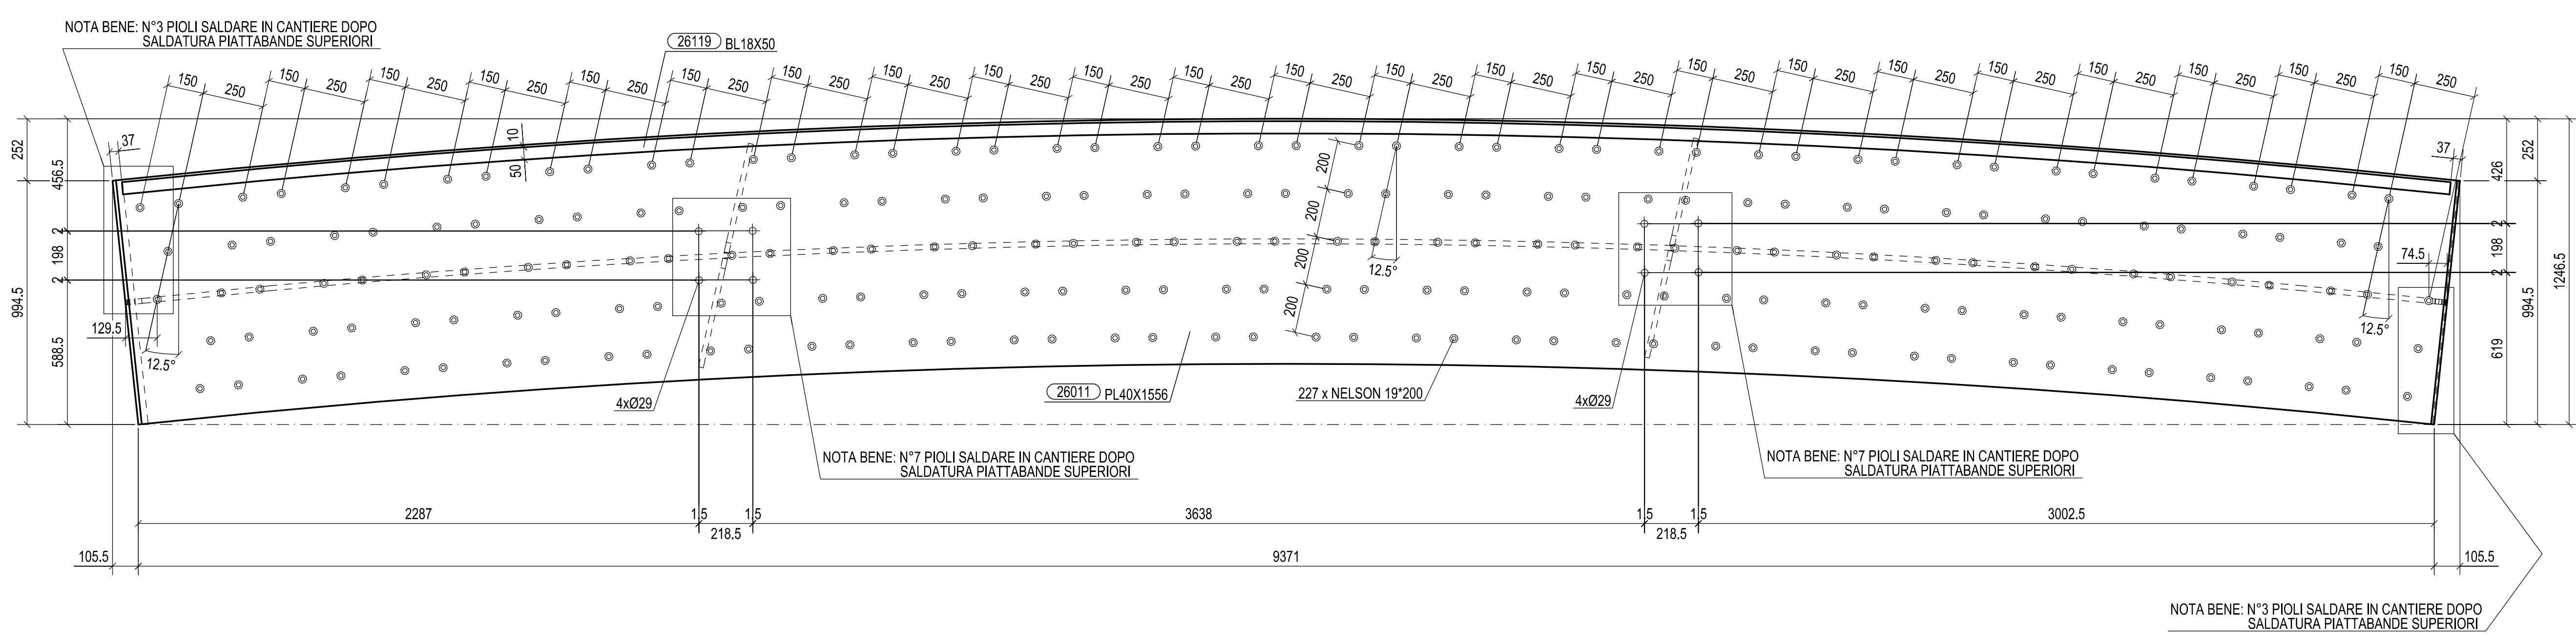 NOTA BENE: N°3 PIOLI SALDARE IN CANTIERE DOPO
SALDATURA PIATTABANDE SUPERIORI
26119 BL18X50
150 250 150 250 150 250 150 250 150 250 150 250 150 250 150 250 150 250 150 250 150 250 150 250 150 250 150 250 150 250 150 250 150 250 150 250 150 250 150 250 150 250 150 250 150 250
37
10
50
252
456.5
2
198
2
994.5
588.5
129.5
12.5°
200
200
200
200
12.5°
37
426
252
2
198
2
74.5
1246.5
994.5
619
12.5°
4xØ29
26011 PL40X1556
227 x NELSON 19*200
4xØ29
NOTA BENE: N°7 PIOLI SALDARE IN CANTIERE DOPO
SALDATURA PIATTABANDE SUPERIORI
NOTA BENE: N°7 PIOLI SALDARE IN CANTIERE DOPO
SALDATURA PIATTABANDE SUPERIORI
2287 1.5 1.5 3638 1.5 1.5 3002.5
218.5 218.5
105.5 9371 105.5
NOTA BENE: N°3 PIOLI SALDARE IN CANTIERE DOPO
SALDATURA PIATTABANDE SUPERIORI